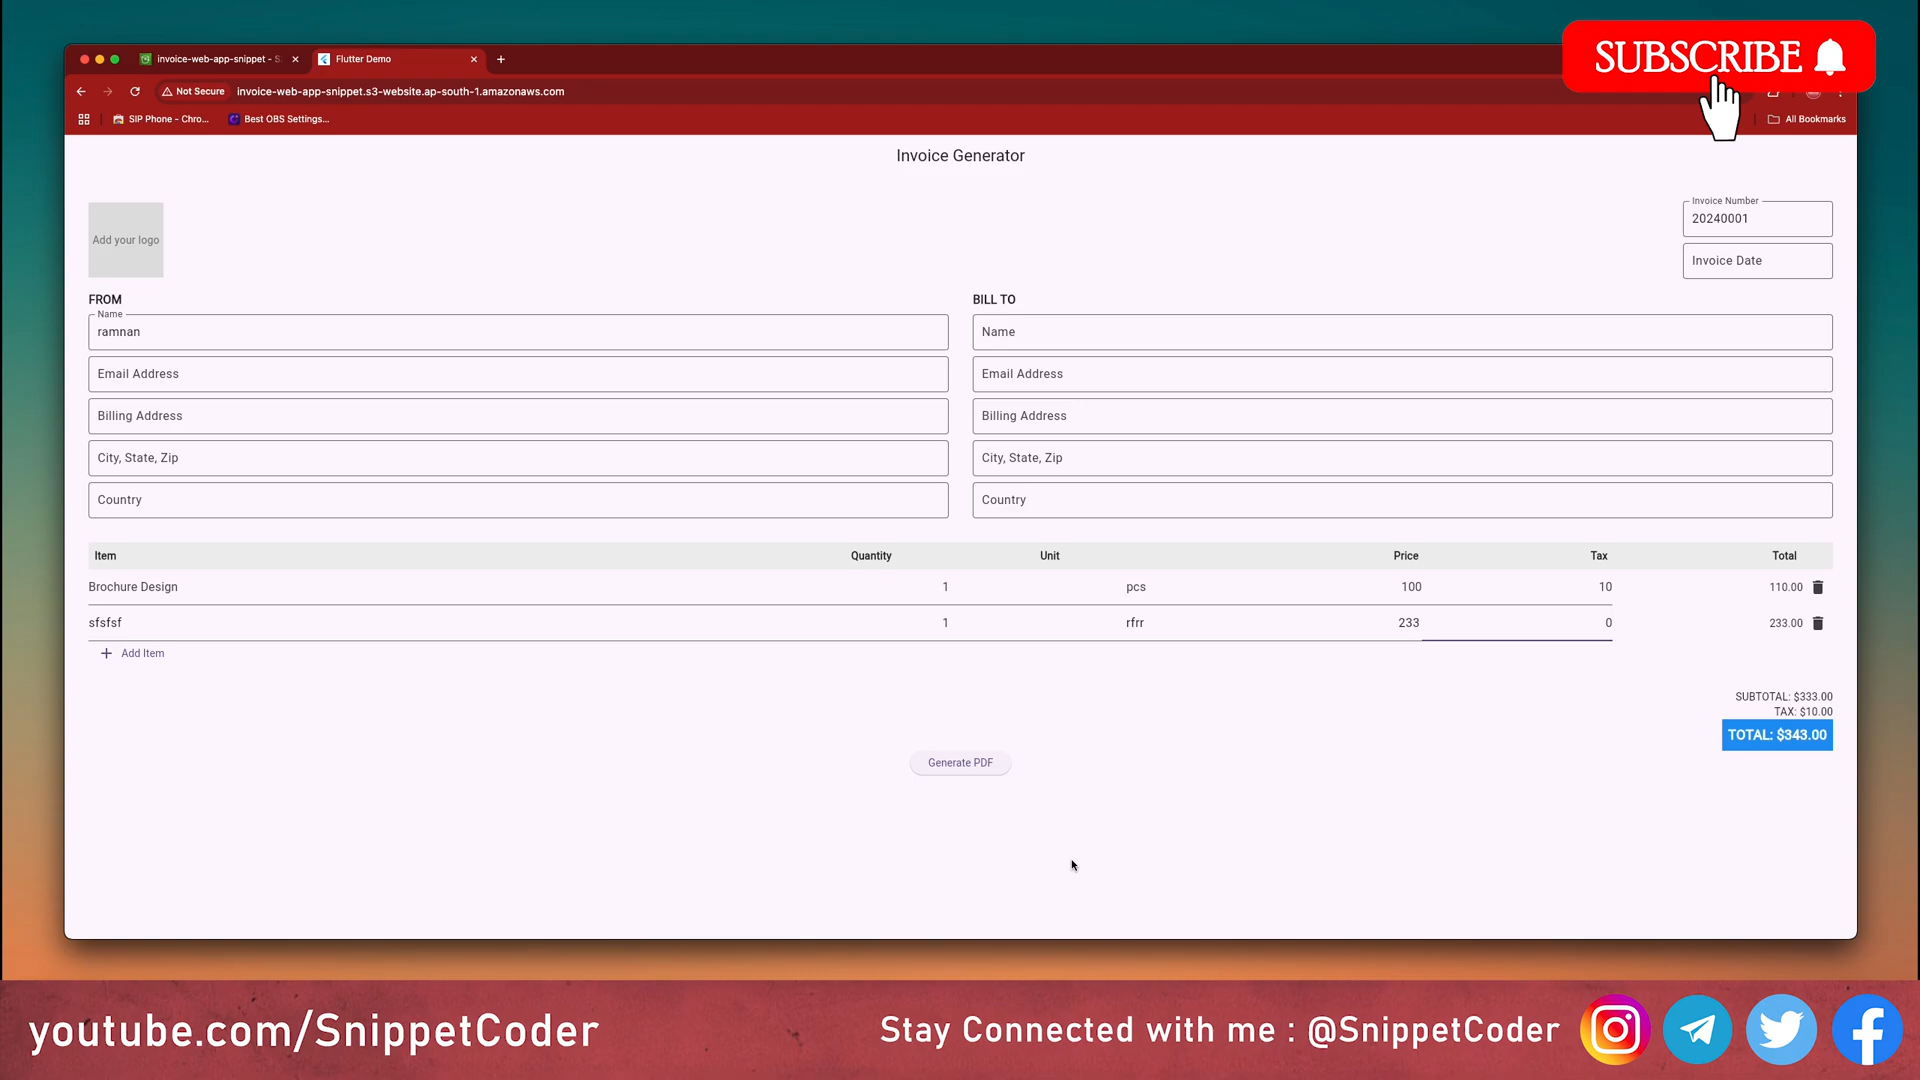 SUBSCRIBE
invoice-web-app-snippet - S
Flutter Demo
Not Secure
invoice-web-app-snippet.s3-website.ap-south-1.amazonaws.com
SIP Phone - Chro...
Best OBS Settings...
All Bookmarks
Invoice Generator
Add your logo
Invoice Number
20240001
Invoice Date
FROM
BILL TO
Name
ramnan
Name
Email Address
Email Address
Billing Address
Billing Address
City, State, Zip
City, State, Zip
Country
Country
Item Quantity Unit Price Tax Total
Brochure Design 1 pcs 100 10 110.00
sfsfsf 1 rfrr 233 0 233.00
+ Add Item
SUBTOTAL: $333.00
TAX: $10.00
TOTAL: $343.00
Generate PDF
youtube.com/SnippetCoder
Stay Connected with me : @SnippetCoder